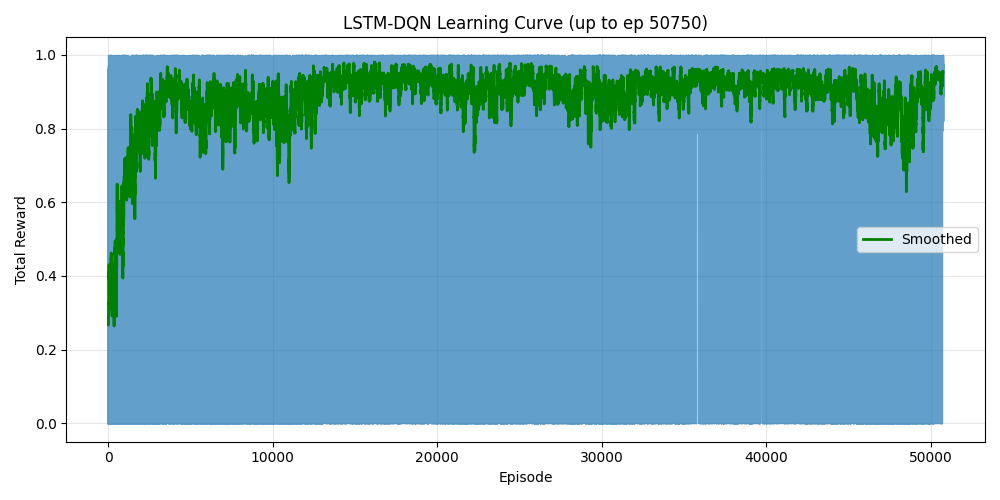 LSTM-DQN Learning Curve (up to ep 50750)
1.0
0.8
0.6
0.4
0.2
0.0
Total Reward
Smoothed
0 10000 20000 30000 40000 50000
Episode